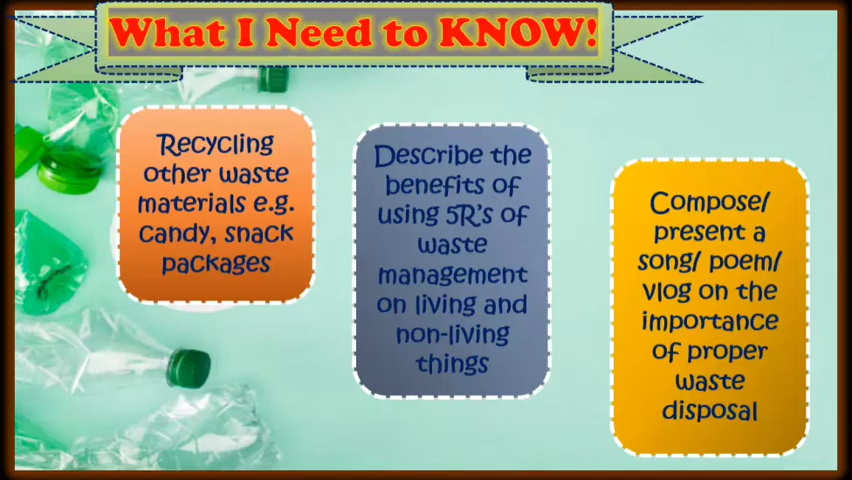 What I Need to KNOW!
Recycling
other waste
materials e.g.
candy, snack
packages
Describe the
benefits of
using 5R's of
waste
management
on living and
non-living
things
Compose/
present a
song/ poem/
vlog on the
importance
of proper
waste
disposal